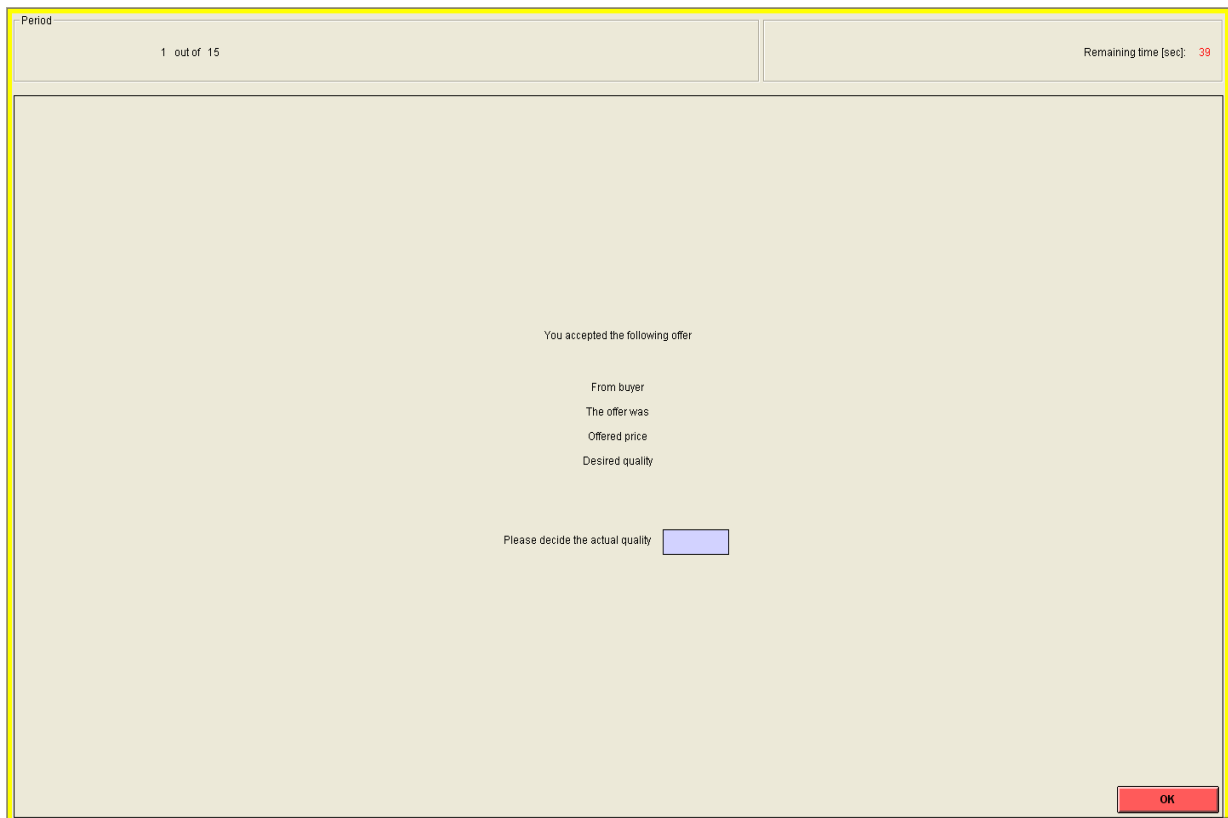 Period
1 out of 15
Remaining time [sec]: 39
You accepted the following offer
From buyer
The offer was
Offered price
Desired quality
Please decide the actual quality
OK